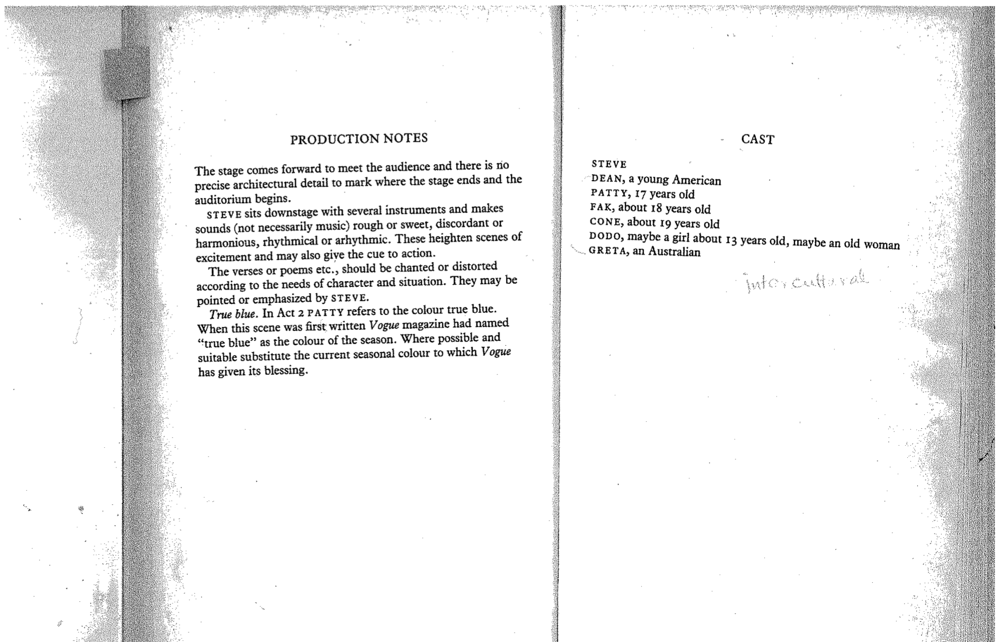 PRODUCTION NOTES
The stage comes forward to meet the audience and there is no
precise architectural detail to mark where the stage ends and the
auditorium begins.
STEVE sits downstage with several instruments and makes
sounds (not necessarily music) rough or sweet, discordant or
harmonious, rhythmical or arhythmic. These heighten scenes of
excitement and may also give the cue to action.
The verses or poems etc., should be chanted or distorted
according to the needs of character and situation. They may be
pointed or emphasized by STEVE.
True blue. In Act 2 PATTY refers to the colour true blue.
When this scene was first written Vogue magazine had named
“true blue” as the colour of the season. Where possible and
suitable substitute the current seasonal colour to which Vogue
has given its blessing.
CAST
STEVE
DEAN, a young American
PATTY, 17 years old
FAK, about 18 years old
CONE, about 19 years old
DODO, maybe a girl about 13 years old, maybe an old woman
GRETA, an Australian
intercultural